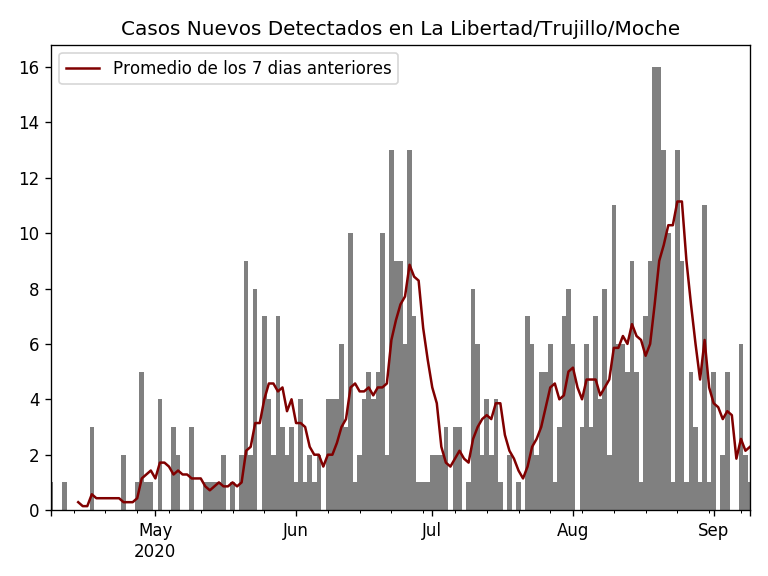 Casos Nuevos Detectados en La Libertad/Trujillo/Moche
Promedio de los 7 dias anteriores
16
14
12
10
8
6
4
2
0
May
2020
Jun
Jul
Aug
Sep